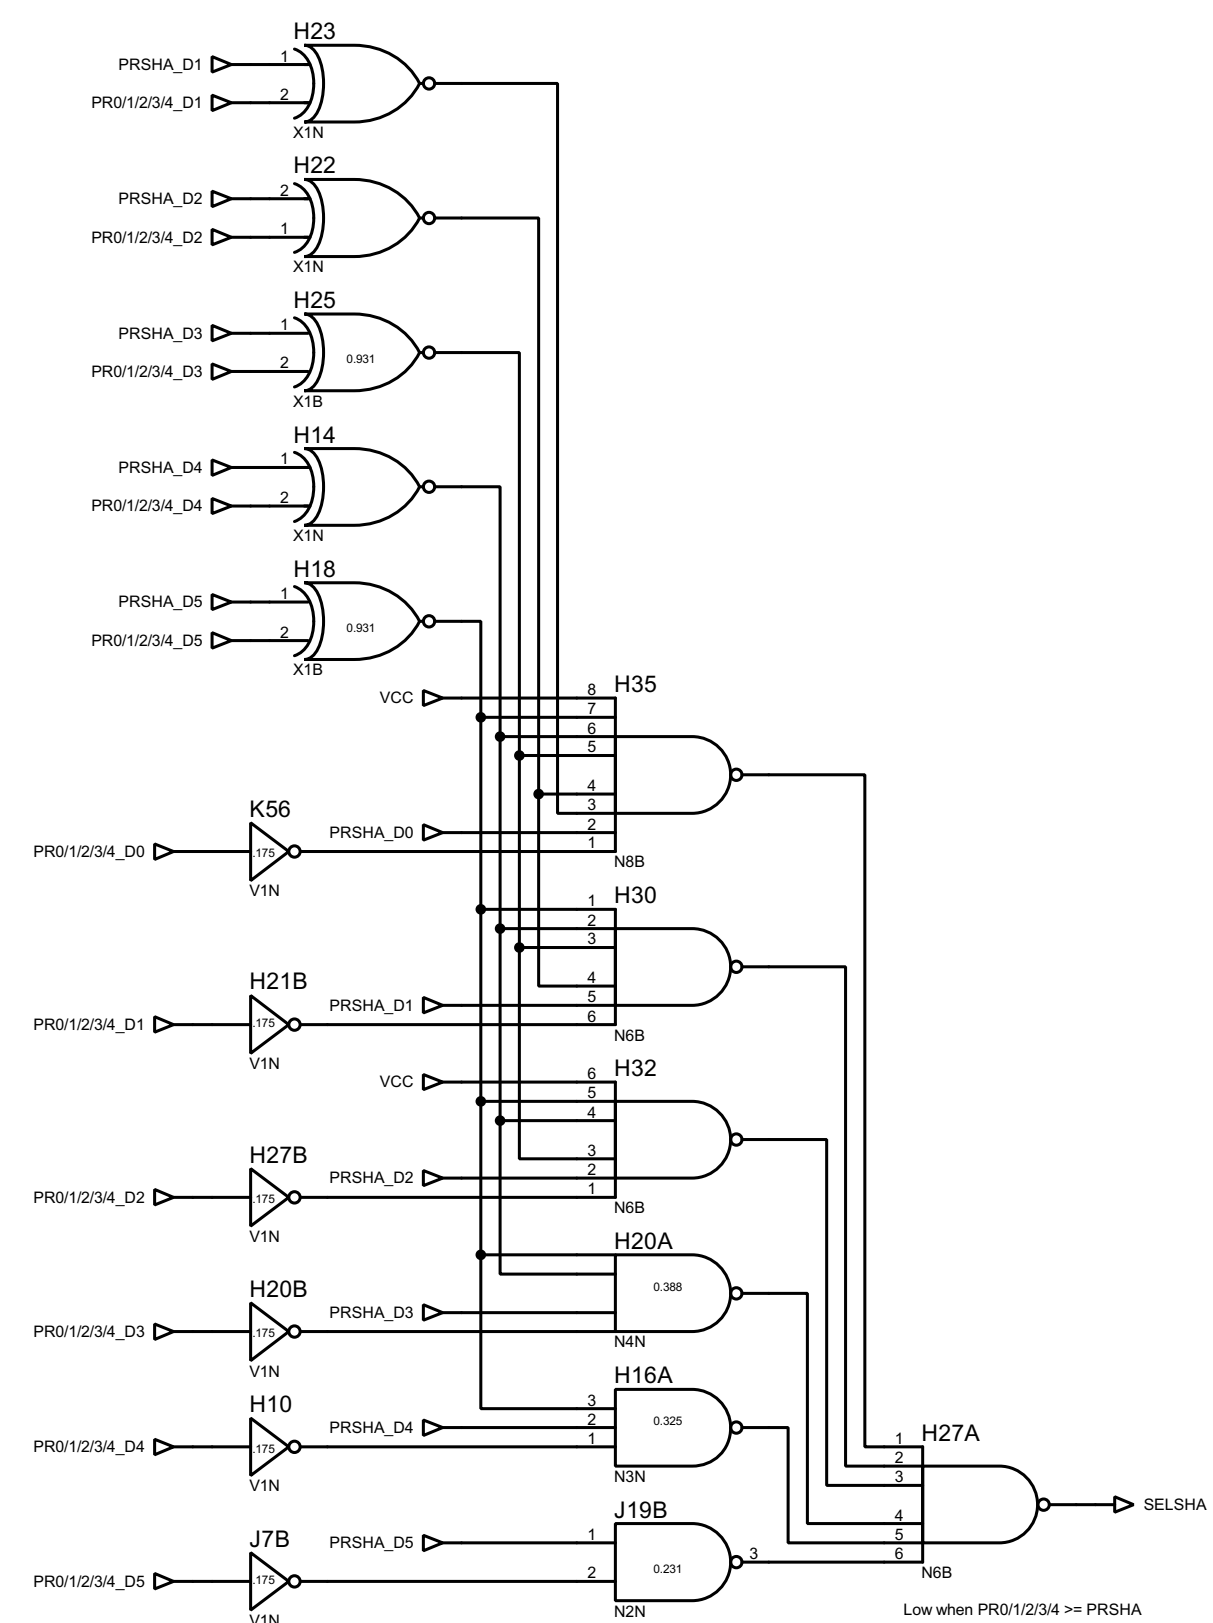 H23
PRSHA_D1
1
PR0/1/2/3/4_D1
2
X1N
H22
PRSHA_D2
2
PR0/1/2/3/4_D2
1
X1N
H25
PRSHA_D3
1
0.931
PR0/1/2/3/4_D3
2
X1B
H14
PRSHA_D4
1
PR0/1/2/3/4_D4
2
X1N
H18
PRSHA_D5
1
0.931
PR0/1/2/3/4_D5
2
X1B
H35
VCC
8
7
6
5
4
3
K56
PRSHA_D0
2
PR0/1/2/3/4_D0
.175
1
V1N
N8B
H30
1
2
3
4
H21B
PRSHA_D1
5
PR0/1/2/3/4_D1
.175
6
V1N
N6B
H32
VCC
6
5
4
3
H27B
PRSHA_D2
2
PR0/1/2/3/4_D2
.175
1
V1N
N6B
H20A
0.388
H20B
PRSHA_D3
PR0/1/2/3/4_D3
.175
V1N
N4N
H16A
3
0.325
H10
PRSHA_D4
2
PR0/1/2/3/4_D4
.175
1
V1N
N3N
H27A
1
2
3
4
5
6
SELSHA
N6B
J19B
J7B
PRSHA_D5
1
0.231
3
PR0/1/2/3/4_D5
.175
2
V1N
N2N
Low when PR0/1/2/3/4 >= PRSHA